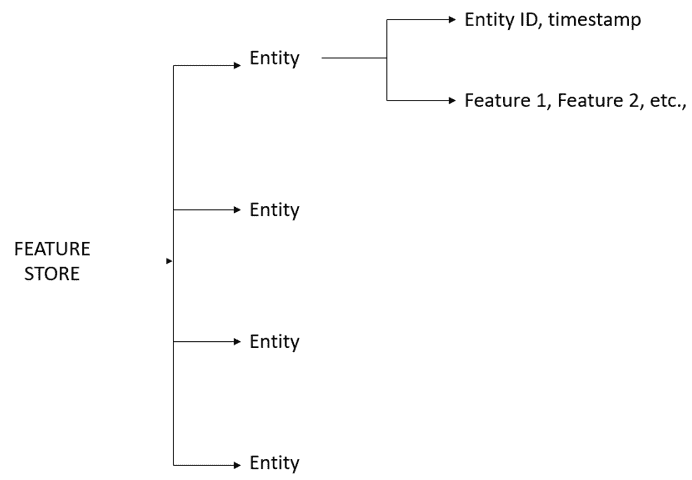 Entity ID, timestamp
Entity
Feature 1, Feature 2, etc.,
Entity
FEATURE
STORE
Entity
Entity